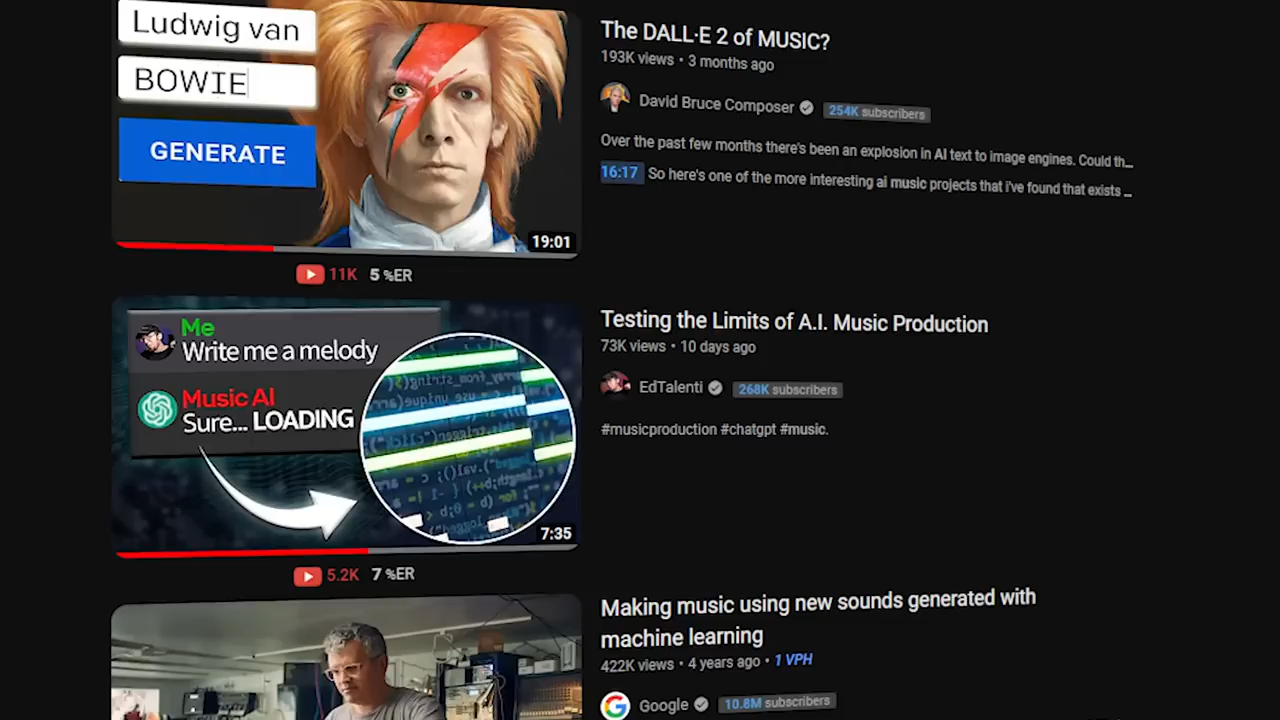 Ludwig van
BOWIE
GENERATE
19:01
11K 5 %ER
The DALL·E 2 of MUSIC?
193K views • 3 months ago
David Bruce Composer 254K subscribers
Over the past few months there's been an explosion in AI text to image engines. Could th...
16:17 So here's one of the more interesting ai music projects that i've found that exists ...
Me
Write me a melody
Music AI
Sure... LOADING
7:35
5.2K 7 %ER
Testing the Limits of A.I. Music Production
73K views • 10 days ago
EdTalenti 268K subscribers
#musicproduction #chatgpt #music.
Making music using new sounds generated with
machine learning
422K views • 4 years ago • 1 VPH
Google 10.8M subscribers